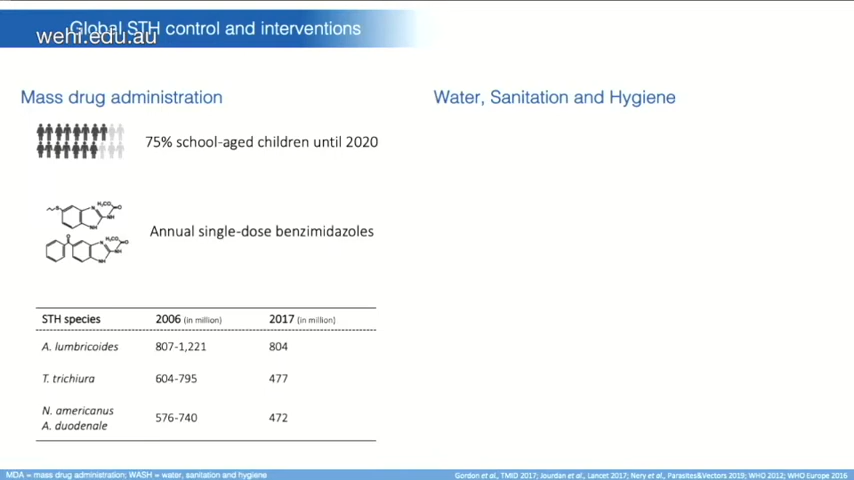 Global STH control and interventions
wehi.edu.au
Mass drug administration
Water, Sanitation and Hygiene
75% school-aged children until 2020
Annual single-dose benzimidazoles
STH species 2006 (in million) 2017 (in million)
A. lumbricoides 807-1,221 804
T. trichiura 604-795 477
N. americanus
A. duodenale 576-740 472
MDA = mass drug administration; WASH = water, sanitation and hygiene
Gordon et al., TMID 2017; Jourdan et al., Lancet 2017; Nery et al., Parasites&Vectors 2019; WHO 2012; WHO Europe 2016